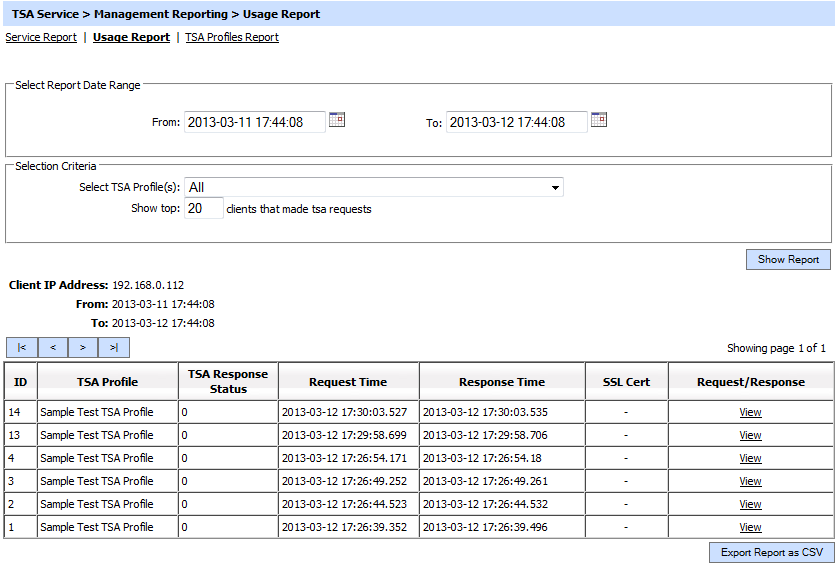 TSA Service > Management Reporting > Usage Report
Service Report | Usage Report | TSA Profiles Report
Select Report Date Range
From: 2013-03-11 17:44:08 To: 2013-03-12 17:44:08
Selection Criteria
Select TSA Profile(s): All
Show top: 20 clients that made tsa requests
Show Report
Client IP Address: 192.168.0.112
From: 2013-03-11 17:44:08
To: 2013-03-12 17:44:08
|< < > >| Showing page 1 of 1
ID TSA Profile TSA Response Status Request Time Response Time SSL Cert Request/Response
14 Sample Test TSA Profile 0 2013-03-12 17:30:03.527 2013-03-12 17:30:03.535 - View
13 Sample Test TSA Profile 0 2013-03-12 17:29:58.699 2013-03-12 17:29:58.706 - View
4 Sample Test TSA Profile 0 2013-03-12 17:26:54.171 2013-03-12 17:26:54.18 - View
3 Sample Test TSA Profile 0 2013-03-12 17:26:49.252 2013-03-12 17:26:49.261 - View
2 Sample Test TSA Profile 0 2013-03-12 17:26:44.523 2013-03-12 17:26:44.532 - View
1 Sample Test TSA Profile 0 2013-03-12 17:26:39.352 2013-03-12 17:26:39.496 - View
Export Report as CSV